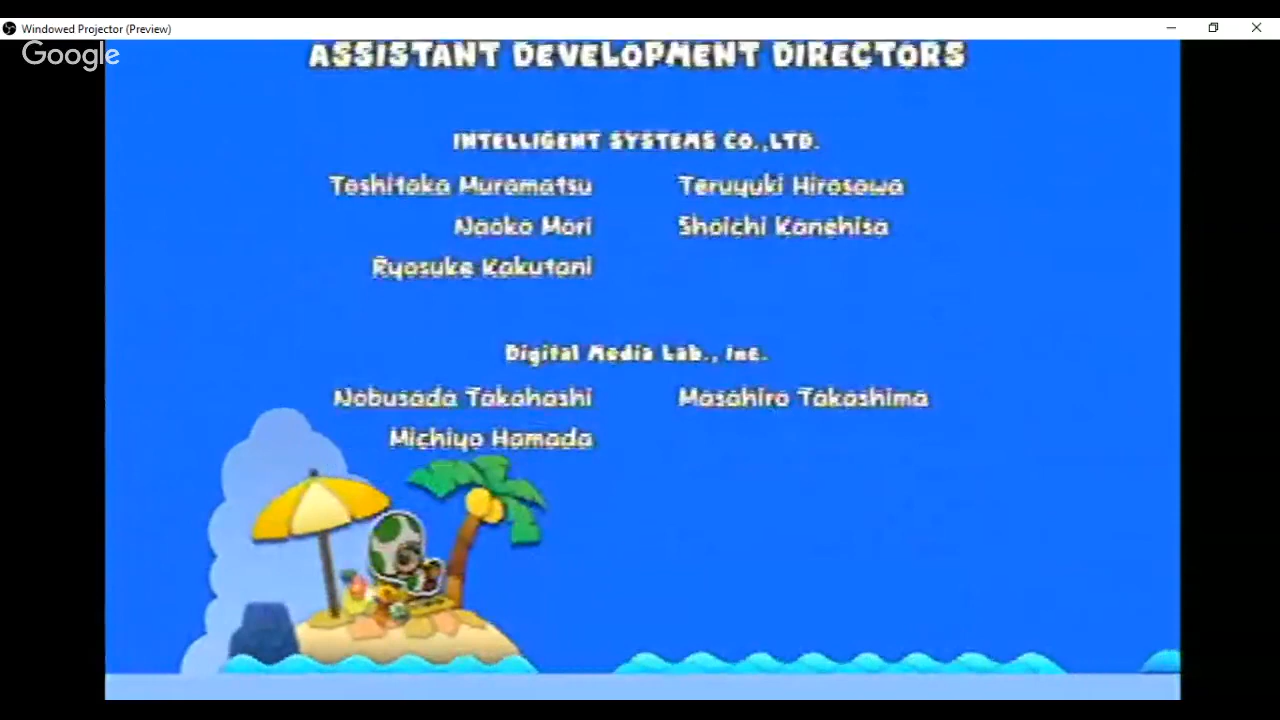 Windowed Projector (Preview)
Google
ASSISTANT DEVELOPMENT DIRECTORS
INTELLIGENT SYSTEMS CO.,LTD.
Toshitaka Muramatsu Teruyuki Hirosawa
Naoko Mori Shoichi Kanehisa
Ryosuke Kakutani
Digital Media Lab., Inc.
Nobusada Takahashi Masahiro Takashima
Michiyo Hamada